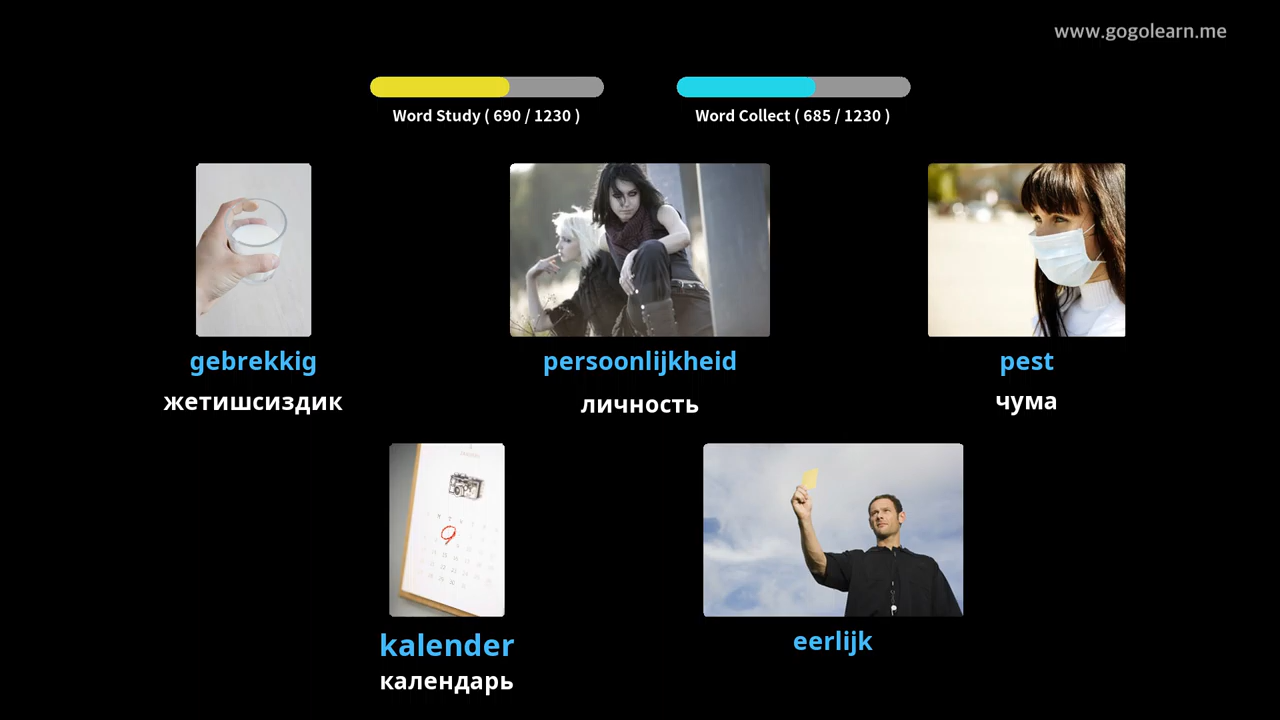 www.gogolearn.me
Word Study ( 690 / 1230 )
Word Collect ( 685 / 1230 )
gebrekkig
жетишсиздик
persoonlijkheid
личность
pest
чума
kalender
календарь
eerlijk